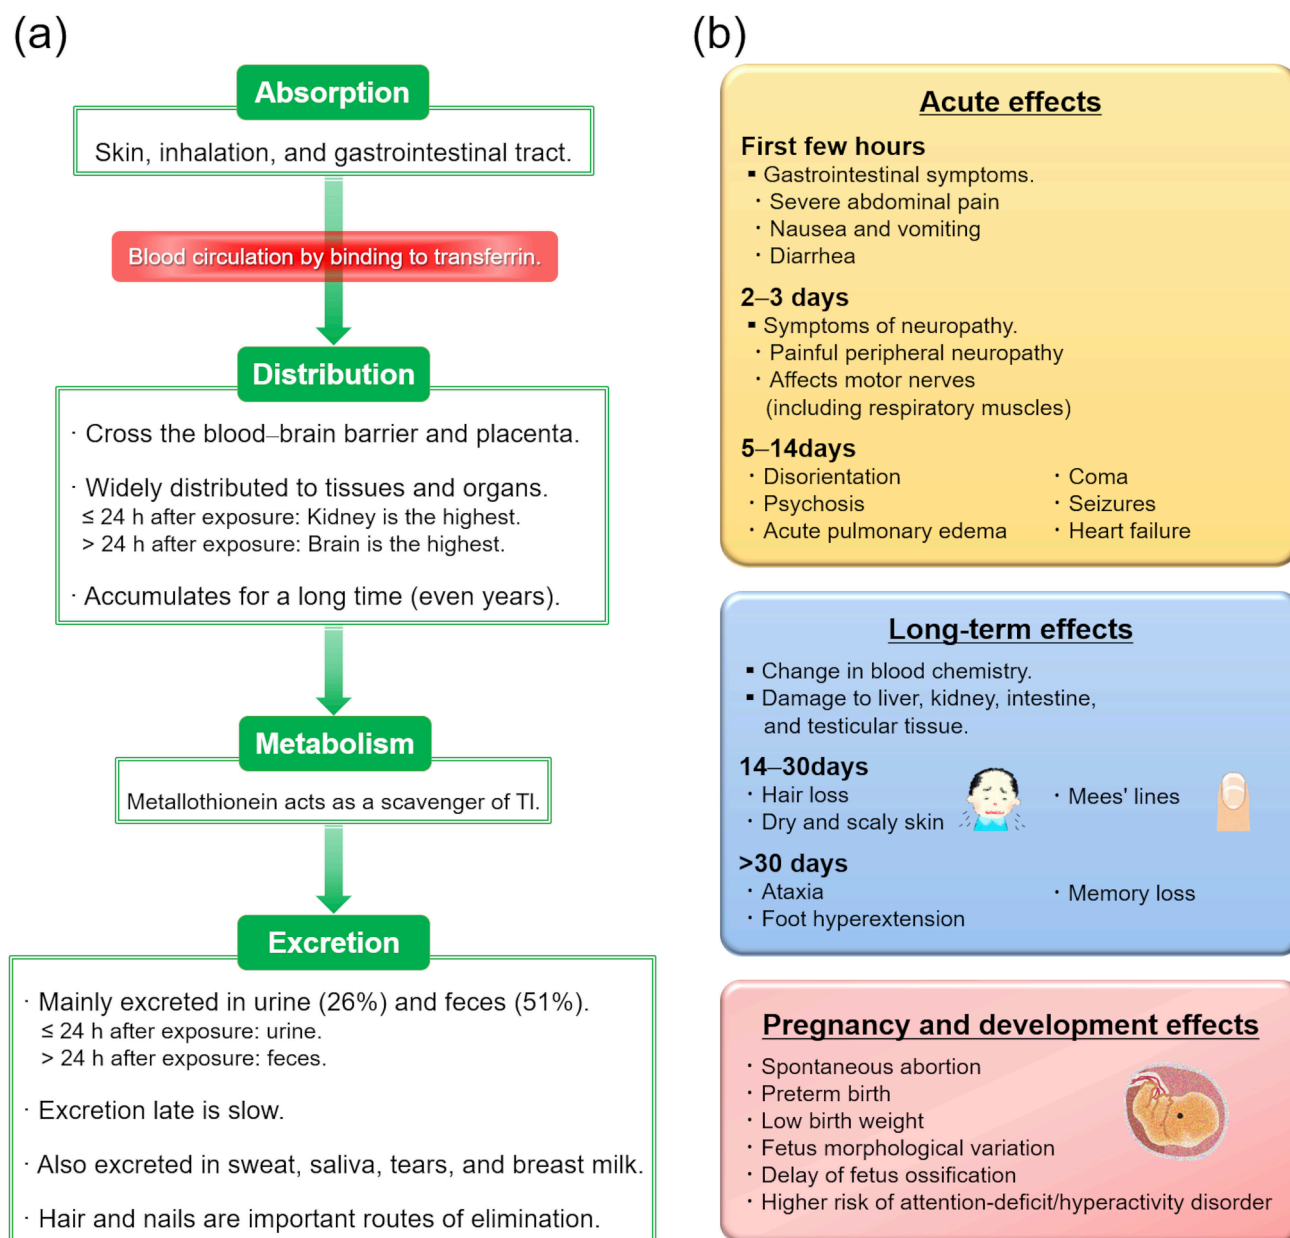 (a)
Absorption
Skin, inhalation, and gastrointestinal tract.
Blood circulation by binding to transferrin.
Distribution
· Cross the blood–brain barrier and placenta.
· Widely distributed to tissues and organs.
≤ 24 h after exposure: Kidney is the highest.
> 24 h after exposure: Brain is the highest.
· Accumulates for a long time (even years).
Metabolism
Metallothionein acts as a scavenger of Tl.
Excretion
· Mainly excreted in urine (26%) and feces (51%).
≤ 24 h after exposure: urine.
> 24 h after exposure: feces.
· Excretion late is slow.
· Also excreted in sweat, saliva, tears, and breast milk.
· Hair and nails are important routes of elimination.
(b)
Acute effects
First few hours
▪ Gastrointestinal symptoms.
· Severe abdominal pain
· Nausea and vomiting
· Diarrhea
2–3 days
▪ Symptoms of neuropathy.
· Painful peripheral neuropathy
· Affects motor nerves
(including respiratory muscles)
5–14days
· Disorientation
· Psychosis
· Acute pulmonary edema
· Coma
· Seizures
· Heart failure
Long-term effects
▪ Change in blood chemistry.
▪ Damage to liver, kidney, intestine,
and testicular tissue.
14–30days
· Hair loss
· Dry and scaly skin
· Mees' lines
>30 days
· Ataxia
· Foot hyperextension
· Memory loss
Pregnancy and development effects
· Spontaneous abortion
· Preterm birth
· Low birth weight
· Fetus morphological variation
· Delay of fetus ossification
· Higher risk of attention-deficit/hyperactivity disorder